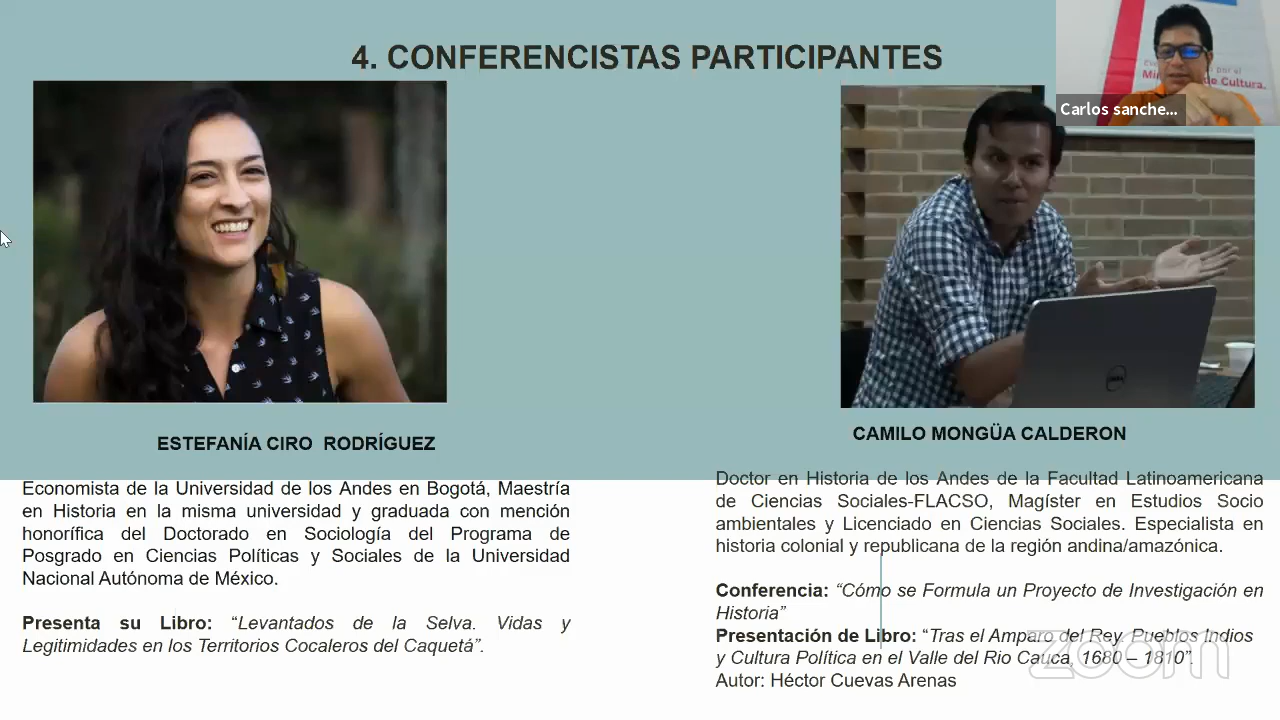 4. CONFERENCISTAS PARTICIPANTES
Carlos sanche...
ESTEFANÍA CIRO RODRÍGUEZ
Economista de la Universidad de los Andes en Bogotá, Maestría
en Historia en la misma universidad y graduada con mención
honorífica del Doctorado en Sociología del Programa de
Posgrado en Ciencias Políticas y Sociales de la Universidad
Nacional Autónoma de México.
Presenta su Libro: “Levantados de la Selva. Vidas y
Legitimidades en los Territorios Cocaleros del Caquetá”.
CAMILO MONGÜA CALDERON
Doctor en Historia de los Andes de la Facultad Latinoamericana
de Ciencias Sociales-FLACSO, Magíster en Estudios Socio
ambientales y Licenciado en Ciencias Sociales. Especialista en
historia colonial y republicana de la región andina/amazónica.
Conferencia: “Cómo se Formula un Proyecto de Investigación en
Historia”
Presentación de Libro: “Tras el Amparo del Rey. Pueblos Indios
y Cultura Política en el Valle del Rio Cauca, 1680 – 1810”.
Autor: Héctor Cuevas Arenas
zoom